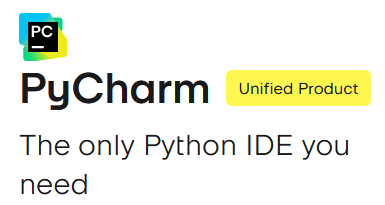 PC
PyCharm Unified Product
The only Python IDE you
need